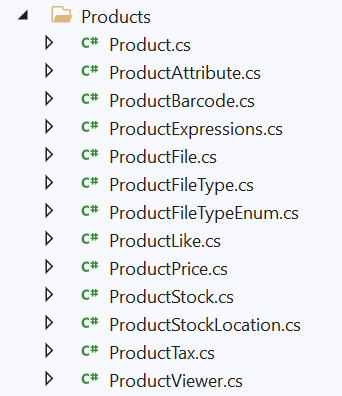 Products
C# Product.cs
C# ProductAttribute.cs
C# ProductBarcode.cs
C# ProductExpressions.cs
C# ProductFile.cs
C# ProductFileType.cs
C# ProductFileTypeEnum.cs
C# ProductLike.cs
C# ProductPrice.cs
C# ProductStock.cs
C# ProductStockLocation.cs
C# ProductTax.cs
C# ProductViewer.cs